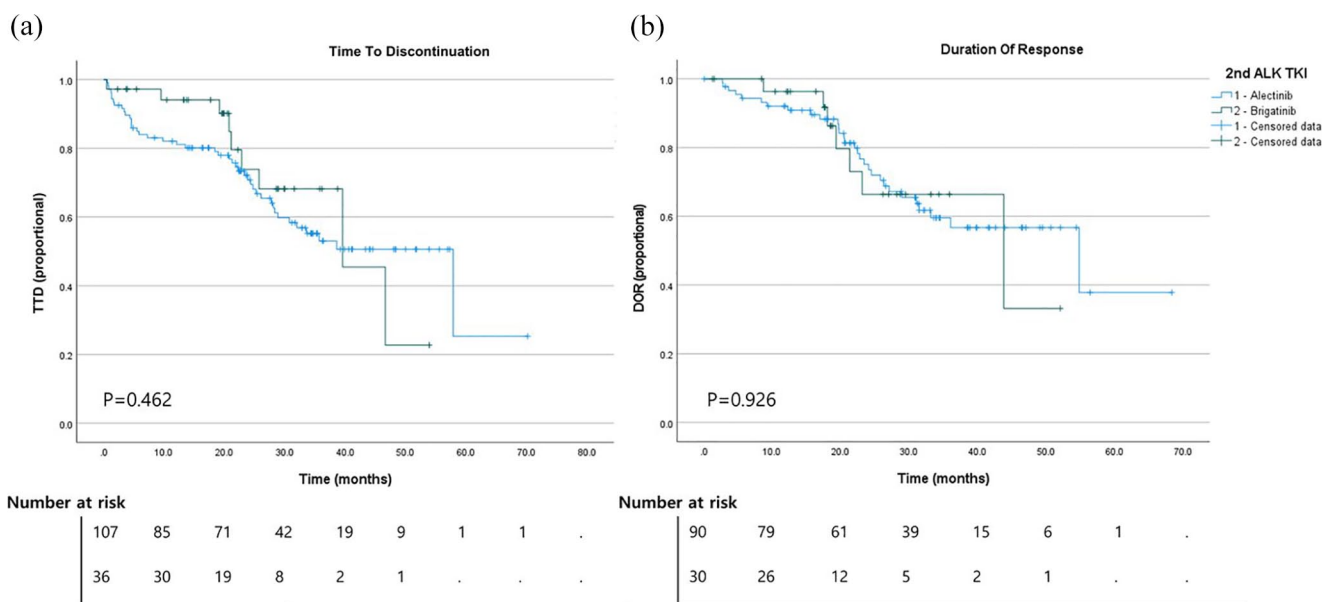 (a)
Time To Discontinuation
TTD (proportional)
1.0
0.8
0.6
0.4
0.2
0.0
P=0.462
.0 10.0 20.0 30.0 40.0 50.0 60.0 70.0 80.0
Time (months)
Number at risk
107 85 71 42 19 9 1 1 .
36 30 19 8 2 1 . . .
(b)
Duration Of Response
DOR (proportional)
1.0
0.8
0.6
0.4
0.2
0.0
P=0.926
.0 10.0 20.0 30.0 40.0 50.0 60.0 70.0
Time (months)
2nd ALK TKI
1 - Alectinib
2 - Brigatinib
1 - Censored data
2 - Censored data
Number at risk
90 79 61 39 15 6 1 .
30 26 12 5 2 1 . .